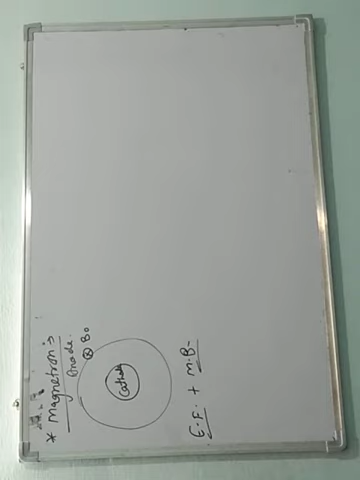 * Magnetron :-
Anode.
⊗ B₀
Cathode
E.F. + M.B-